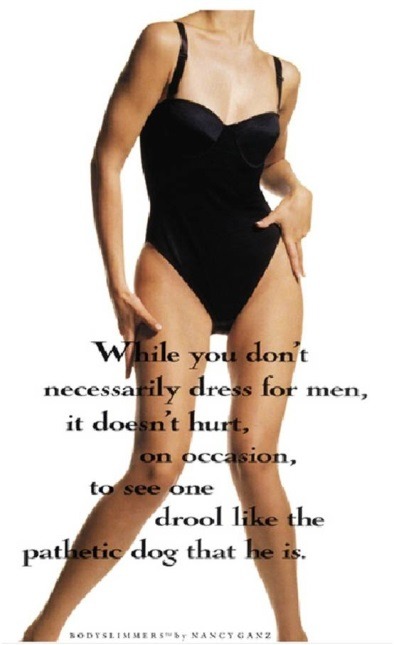 While you don't
necessarily dress for men,
it doesn't hurt,
on occasion,
to see one
drool like the
pathetic dog that he is.
BODYSLIMMERS™ by NANCY GANZ